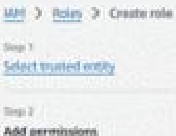 IAM > Roles > Create role
Step 1
Select trusted entity
Step 2
Add permissions